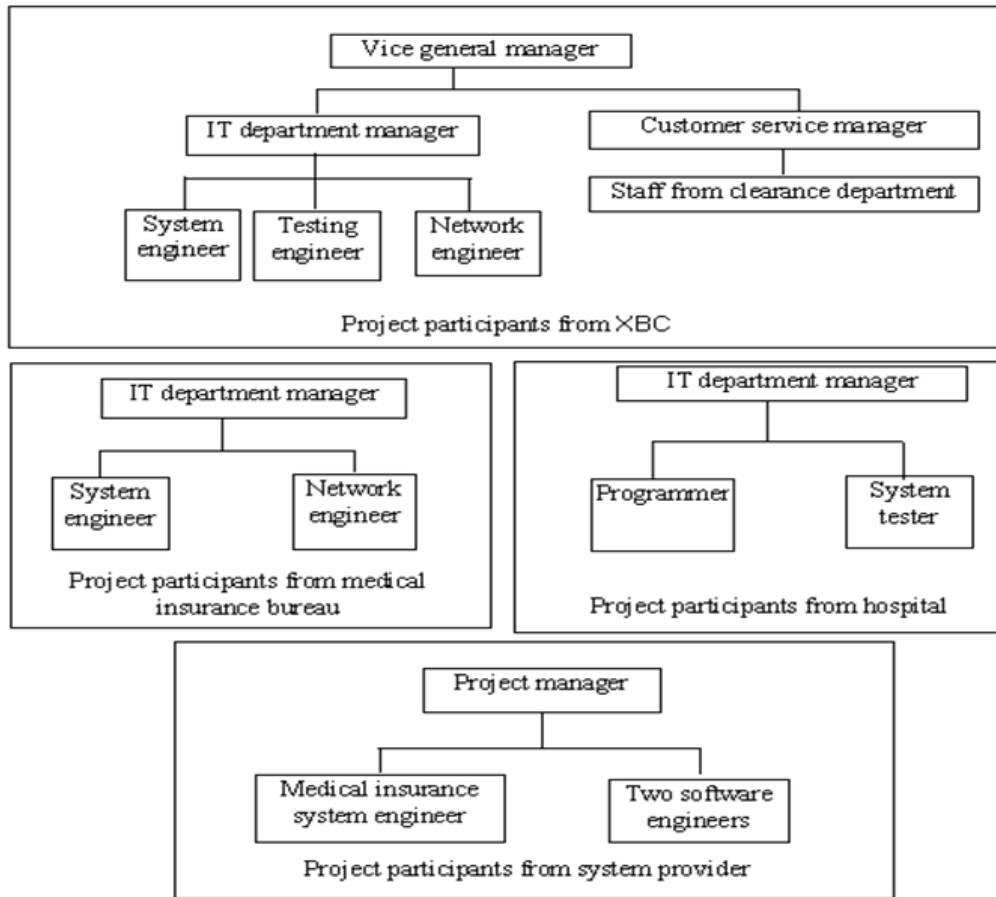 Vice general manager
IT department manager
Customer service manager
Staff from clearance department
System
engineer
Testing
engineer
Network
engineer
Project participants from XBC
IT department manager
System
engineer
Network
engineer
Project participants from medical
insurance bureau
IT department manager
Programmer
System
tester
Project participants from hospital
Project manager
Medical insurance
system engineer
Two software
engineers
Project participants from system provider